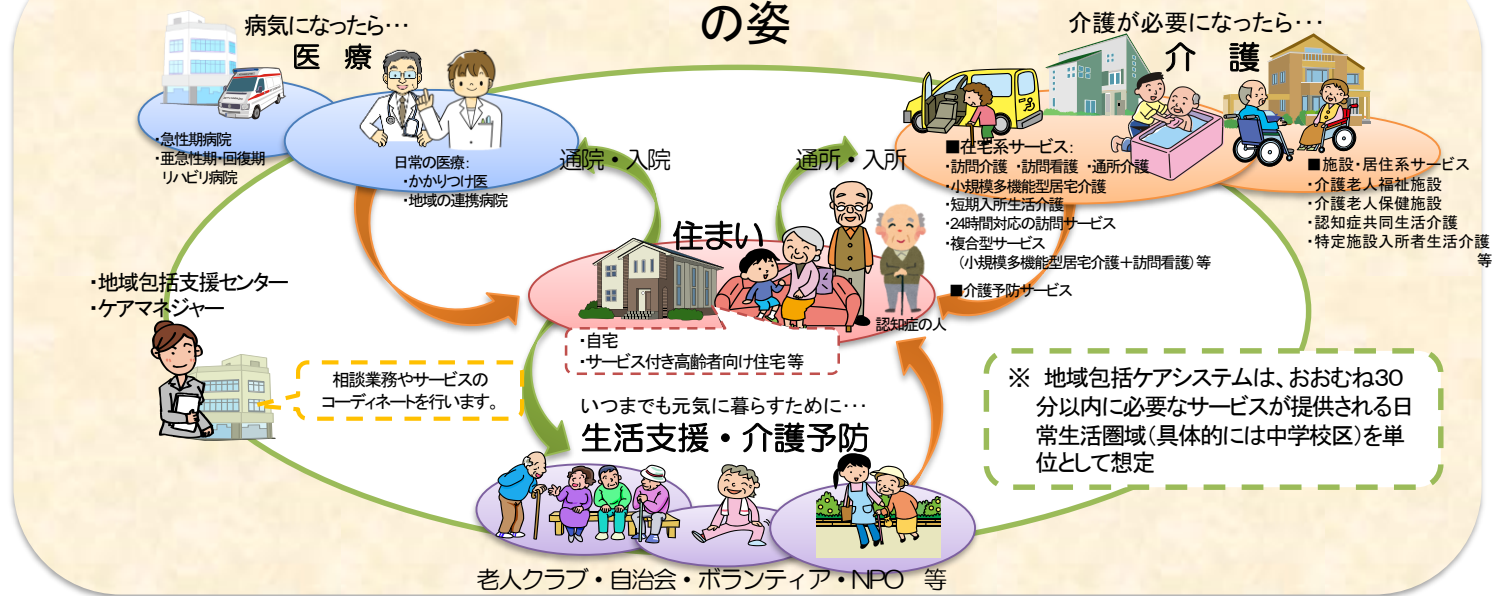 の姿
病気になったら･･･
医 療
・急性期病院
・亜急性期・回復期
リハビリ病院
日常の医療:
・かかりつけ医
・地域の連携病院
通院・入院
通所・入所
介護が必要になったら･･･
介 護
■在宅系サービス:
・訪問介護 ・訪問看護 ・通所介護
・小規模多機能型居宅介護
・短期入所生活介護
・24時間対応の訪問サービス
・複合型サービス
(小規模多機能型居宅介護+訪問看護)等
■介護予防サービス
■施設・居住系サービス
・介護老人福祉施設
・介護老人保健施設
・認知症共同生活介護
・特定施設入所者生活介護
等
住まい
認知症の人
・自宅
・サービス付き高齢者向け住宅等
・地域包括支援センター
・ケアマネジャー
相談業務やサービスの
コーディネートを行います。
いつまでも元気に暮らすために･･･
生活支援・介護予防
老人クラブ・自治会・ボランティア・NPO 等
※ 地域包括ケアシステムは、おおむね30
分以内に必要なサービスが提供される日
常生活圏域(具体的には中学校区)を単
位として想定